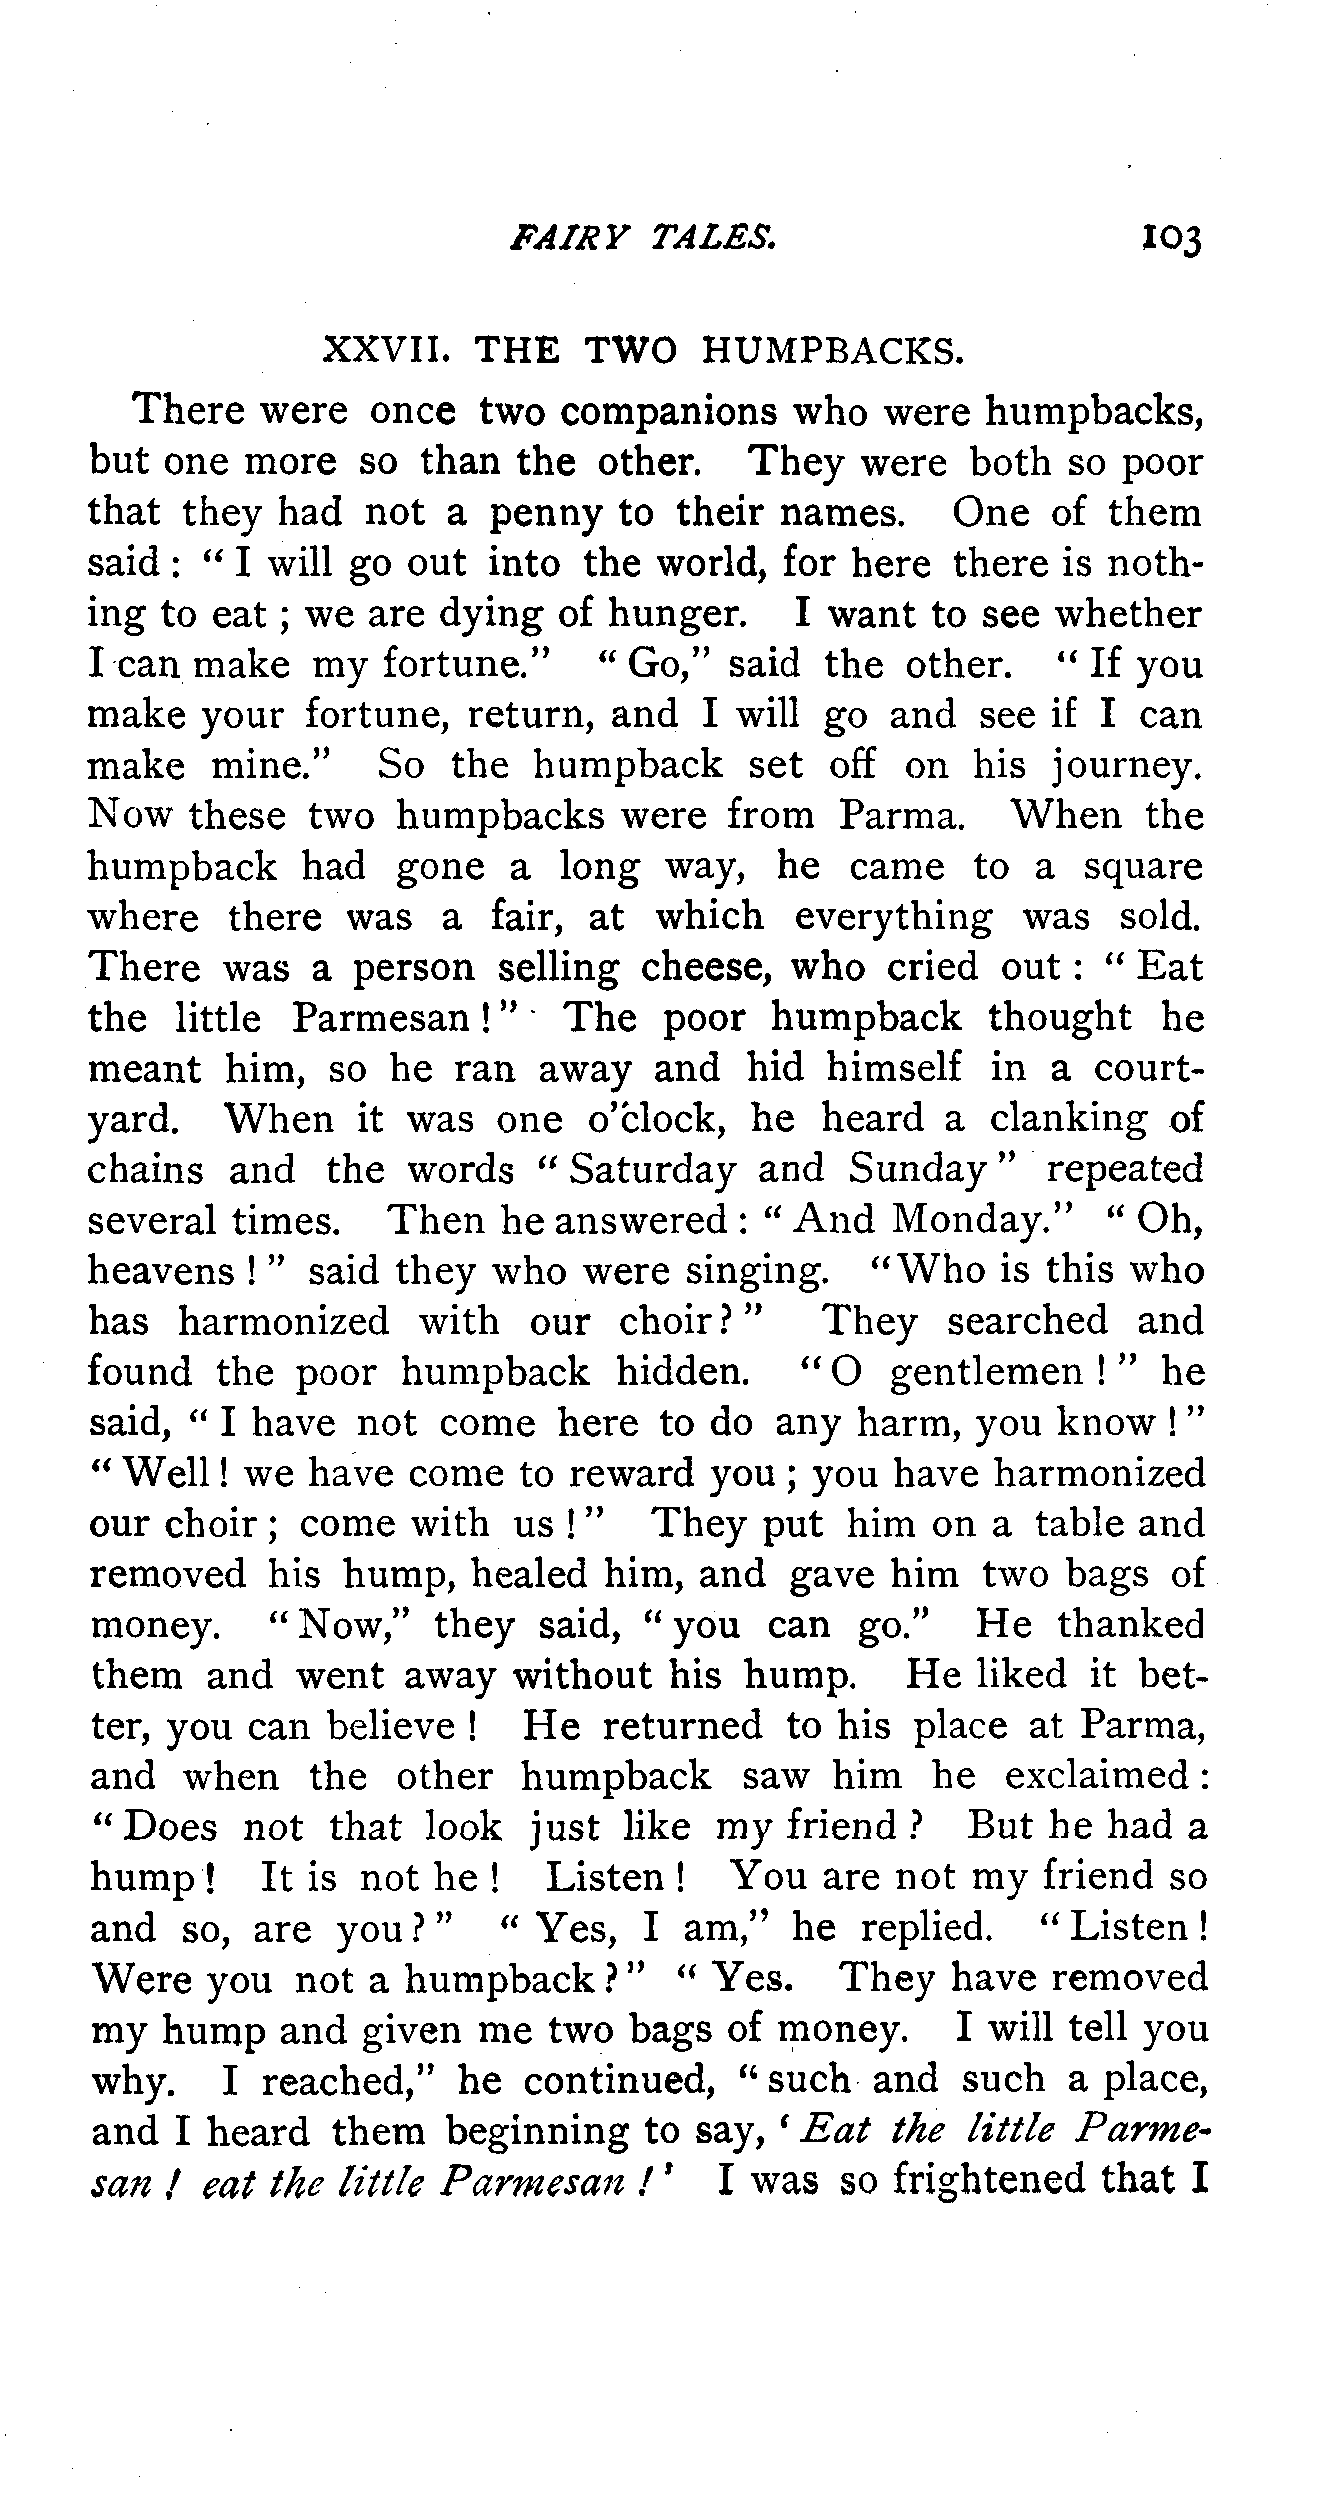 FAIRY TALES. 103
XXVII. THE TWO HUMPBACKS.
There were once two companions who were humpbacks,
but one more so than the other. They were both so poor
that they had not a penny to their names. One of them
said : " I will go out into the world, for here there is noth-
ing to eat ; we are dying of hunger. I want to see whether
I can make my fortune." " Go," said the other. " If you
make your fortune, return, and I will go and see if I can
make mine." So the humpback set off on his journey.
Now these two humpbacks were from Parma. When the
humpback had gone a long way, he came to a square
where there was a fair, at which everything was sold.
There was a person selling cheese, who cried out : " Eat
the little Parmesan ! " The poor humpback thought he
meant him, so he ran away and hid himself in a court-
yard. When it was one o'clock, he heard a clanking of
chains and the words " Saturday and Sunday " repeated
several times. Then he answered : " And Monday." " Oh,
heavens ! " said they who were singing. "Who is this who
has harmonized with our choir? " They searched and
found the poor humpback hidden. " O gentlemen ! " he
said, " I have not come here to do any harm, you know ! "
" Well ! we have come to reward you ; you have harmonized
our choir ; come with us ! " They put him on a table and
removed his hump, healed him, and gave him two bags of
money. " Now," they said, " you can go." He thanked
them and went away without his hump. He liked it bet-
ter, you can believe ! He returned to his place at Parma,
and when the other humpback saw him he exclaimed :
" Does not that look just like my friend ? But he had a
hump ! It is not he ! Listen ! You are not my friend so
and so, are you? " " Yes, I am," he replied. " Listen !
Were you not a humpback ? " " Yes. They have removed
my hump and given me two bags of money. I will tell you
why. I reached," he continued, " such and such a place,
and I heard them beginning to say, ' Eat the little Parme-
san ! eat the little Parmesan ! ' I was so frightened that I